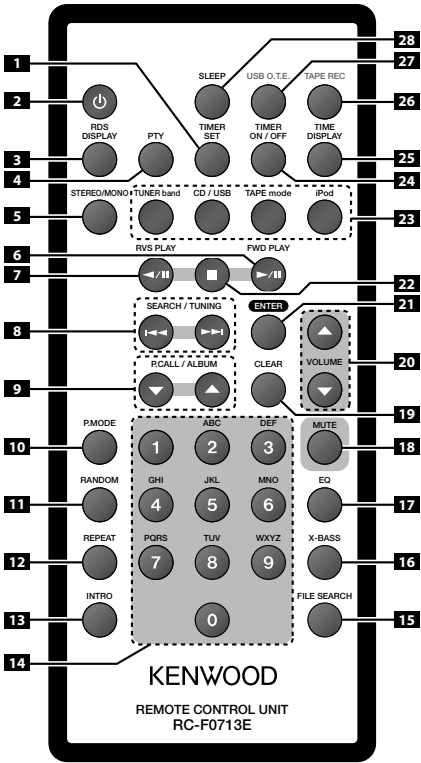 28
SLEEP USB O.T.E. TAPE REC 27
1
2 26
RDS DISPLAY PTY TIMER SET TIMER ON / OFF TIME DISPLAY
3 25
4 24
STEREO/MONO TUNER band CD / USB TAPE mode iPod
5 23
6 RVS PLAY FWD PLAY
7 22
SEARCH / TUNING ENTER 21
8 VOLUME 20
P.CALL / ALBUM CLEAR
9 19
P.MODE ABC DEF MUTE
10 1 2 3 18
RANDOM GHI JKL MNO EQ
11 4 5 6 17
REPEAT PQRS TUV WXYZ X-BASS
12 7 8 9 16
INTRO FILE SEARCH
13 0 15
14
KENWOOD
REMOTE CONTROL UNIT
RC-F0713E